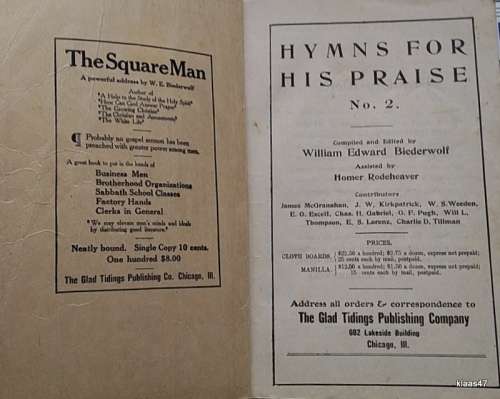 The Square Man
A powerful address by W. E. Biederwolf
Author of
"A Help to the Study of the Holy Spirit"
"How Can God Answer Prayer"
"The Growing Christian"
"The Christian and Amusements"
"The White Life"
¶ Probably no gospel sermon has been
preached with greater power among men.
A great book to put in the hands of
Business Men
Brotherhood Organizations
Sabbath School Classes
Factory Hands
Clerks in General
"We may elevate men's minds and ideals
by distributing good literature."
Neatly bound. Single Copy 10 cents.
One hundred $8.00
The Glad Tidings Publishing Co. Chicago, Ill.
HYMNS FOR
HIS PRAISE
No. 2.
Compiled and Edited by
William Edward Biederwolf
Assisted by
Homer Rodeheaver
Contributors
James McGranahan, J. W. Kirkpatrick, W. S. Weeden,
E. O. Excell, Chas. H. Gabriel, O. F. Pugh, Will L.
Thompson, E. S. Lorenz, Charlie D. Tillman
PRICES.
CLOTH BOARDS, $22.50 a hundred; $2.75 a dozen, express not prepaid;
25 cents each by mail, postpaid.
MANILLA, $12.50 a hundred; $1.50 a dozen, express not prepaid;
15 cents each by mail, postpaid.
Address all orders & correspondence to
The Glad Tidings Publishing Company
602 Lakeside Building
Chicago, Ill.
klaas47